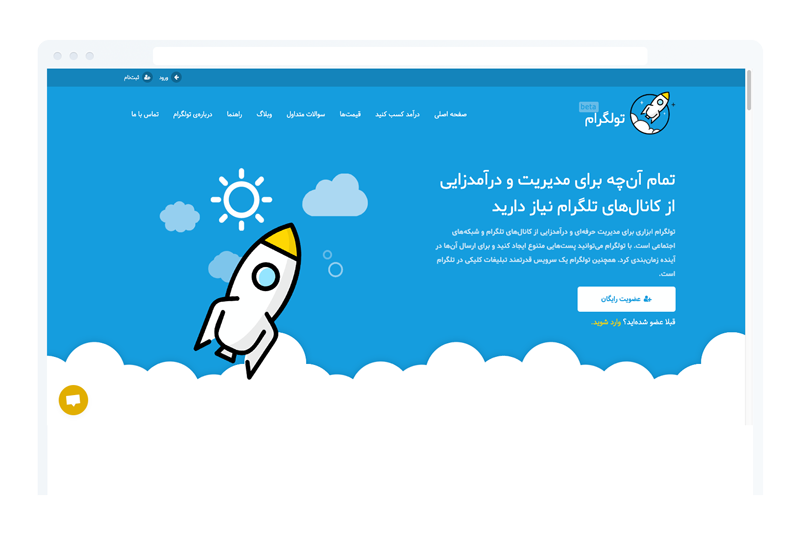 ورود ثبت‌نام
beta
تولگرام
صفحه اصلی درآمد کسب کنید قیمت‌ها سوالات متداول وبلاگ راهنما درباره‌ی تولگرام تماس با ما
تمام آن‌چه برای مدیریت و درآمدزایی
از کانال‌های تلگرام نیاز دارید
تولگرام ابزاری برای مدیریت حرفه‌ای و درآمدزایی از کانال‌های تلگرام و شبکه‌های
اجتماعی است. با تولگرام می‌توانید پست‌هایی متنوع ایجاد کنید و برای ارسال آن‌ها در
آینده زمان‌بندی کرد. همچنین تولگرام یک سرویس قدرتمند تبلیغات کلیکی در تلگرام
است.
عضویت رایگان
قبلا عضو شده‌اید؟ وارد شوید.